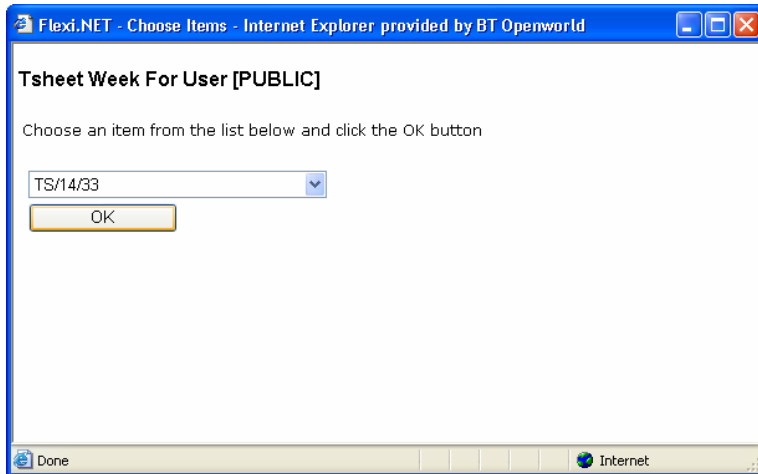 Flexi.NET - Choose Items - Internet Explorer provided by BT Openworld
Tsheet Week For User [PUBLIC]
Choose an item from the list below and click the OK button
TS/14/33
OK
Done
Internet